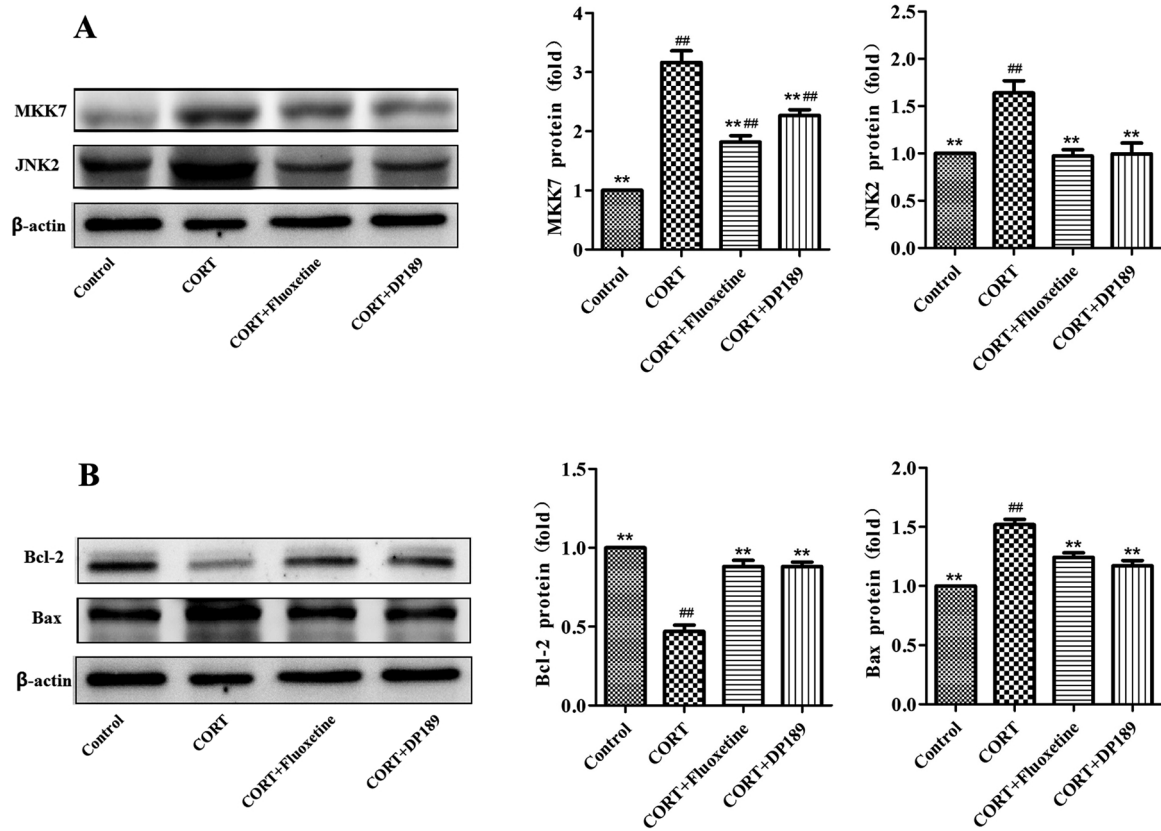 A
MKK7
JNK2
β-actin
Control
CORT
CORT+Fluoxetine
CORT+DP189
MKK7 protein (fold)
4
3
2
1
0
**
##
**##
**##
Control
CORT
CORT+Fluoxetine
CORT+DP189
JNK2 protein (fold)
2.5
2.0
1.5
1.0
0.5
0.0
**
##
**
**
Control
CORT
CORT+Fluoxetine
CORT+DP189
B
Bcl-2
Bax
β-actin
Control
CORT
CORT+Fluoxetine
CORT+DP189
Bcl-2 protein (fold)
1.5
1.0
0.5
0.0
**
##
**
**
Control
CORT
CORT+Fluoxetine
CORT+DP189
Bax protein (fold)
2.0
1.5
1.0
0.5
0.0
**
##
**
**
Control
CORT
CORT+Fluoxetine
CORT+DP189